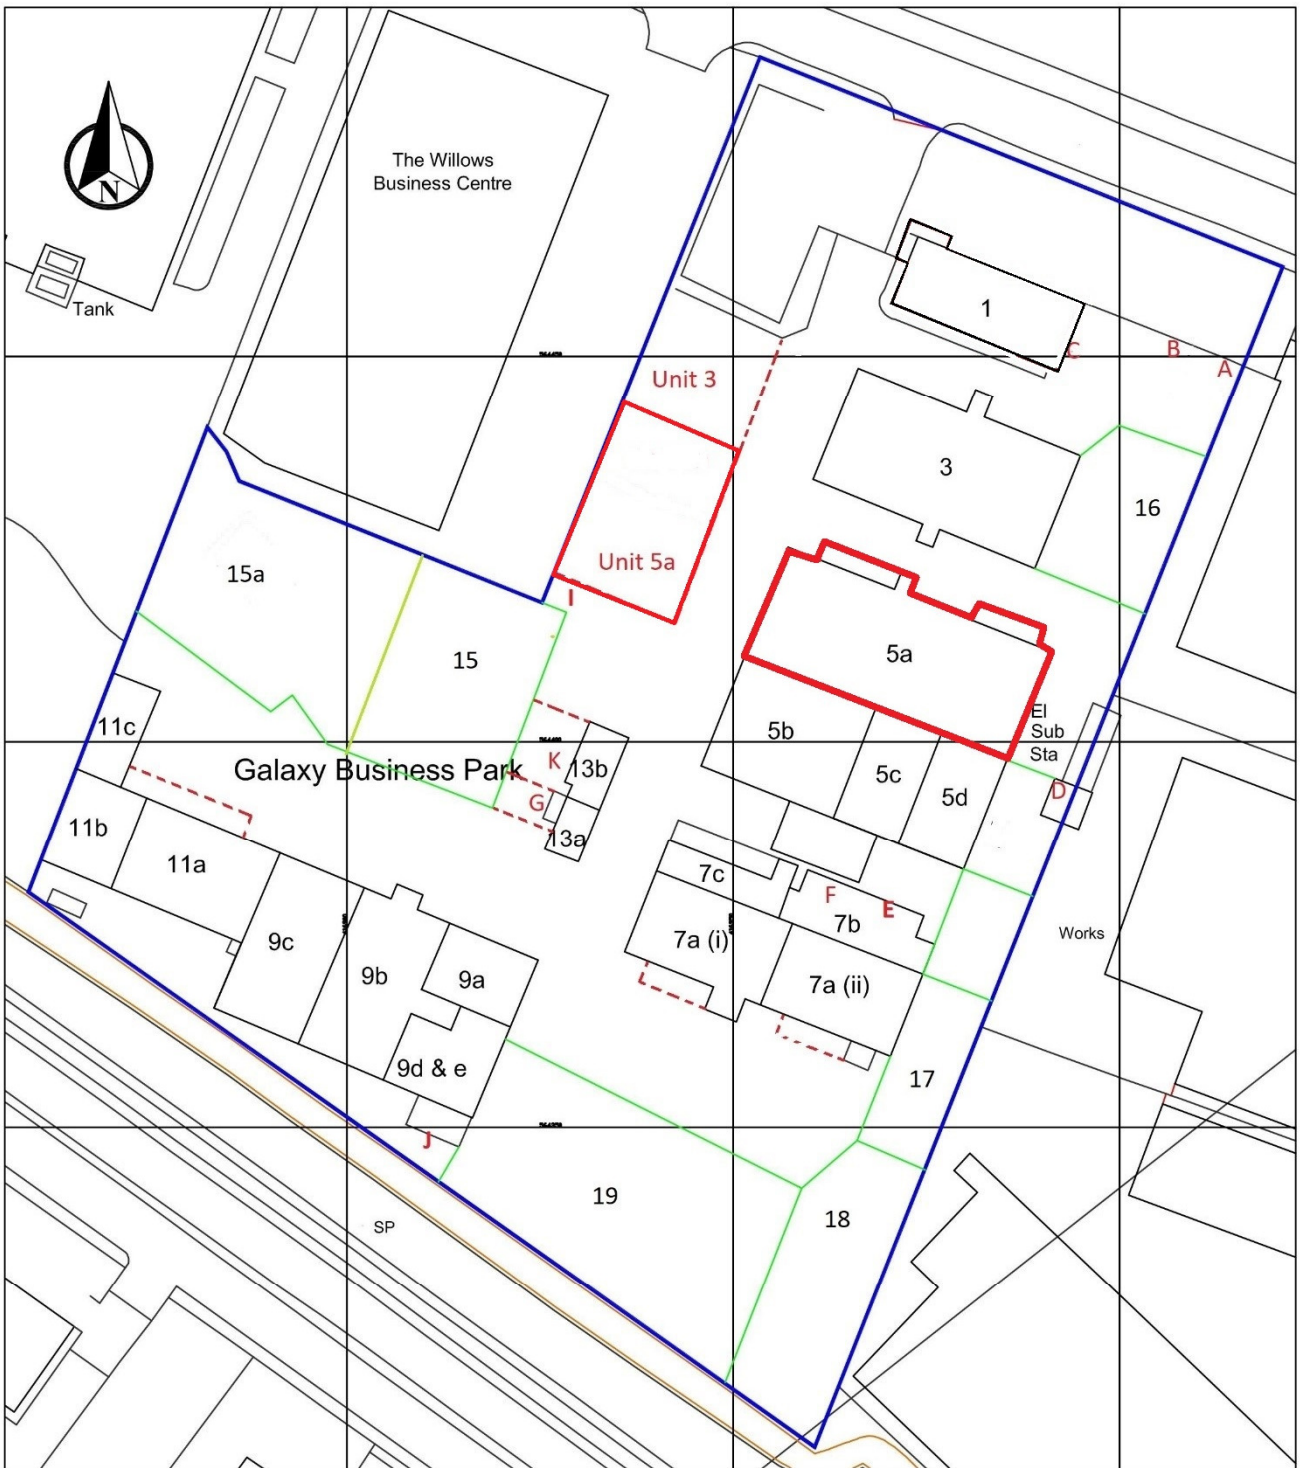 The Willows
Business Centre
N
Tank
1
C
B
A
Unit 3
3
16
Unit 5a
I
15a
15
5a
El
Sub
Sta
5b
5c
5d
D
11c
Galaxy Business Park
K
13b
G
13a
11b
11a
7c
F
E
7b
Works
7a (i)
7a (ii)
9c
9b
9a
9d & e
17
J
19
18
SP